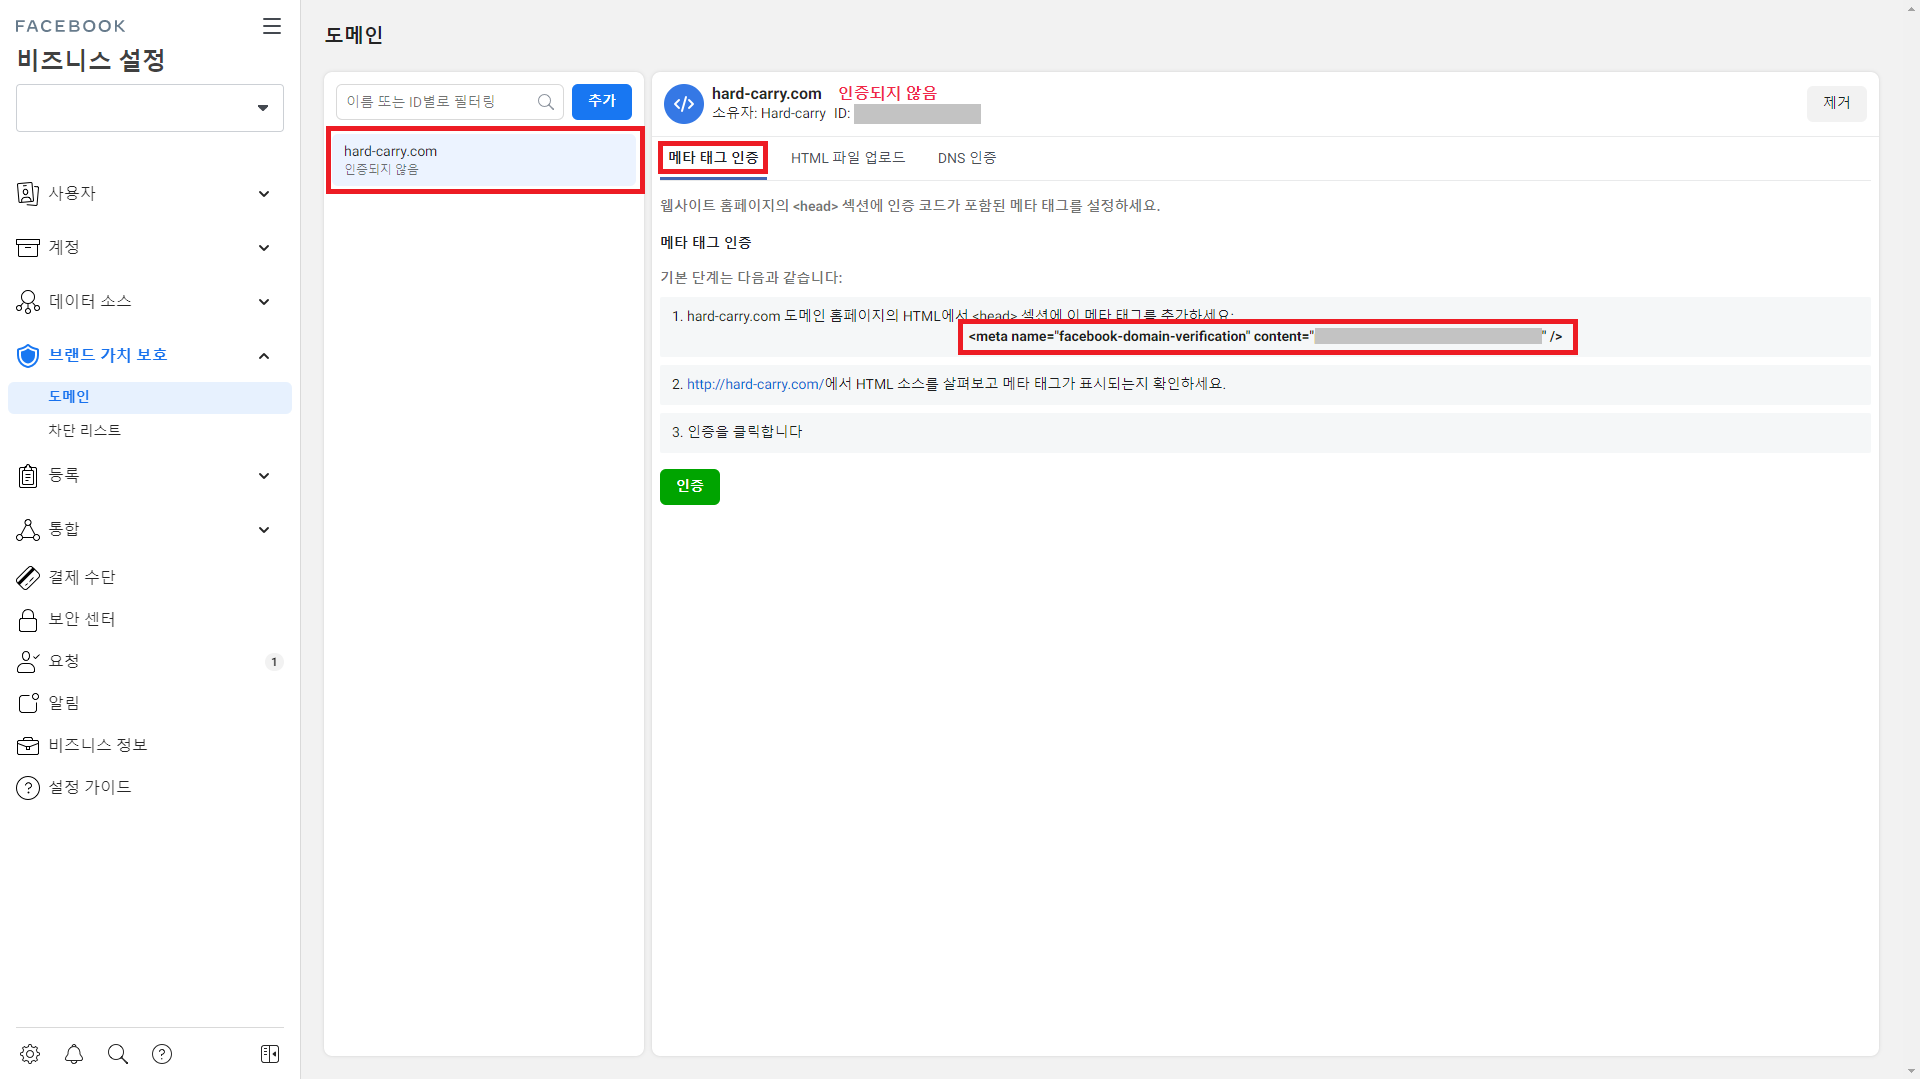 FACEBOOK
비즈니스 설정
사용자
계정
데이터 소스
브랜드 가치 보호
도메인
차단 리스트
등록
통합
결제 수단
보안 센터
요청
1
알림
비즈니스 정보
설정 가이드
도메인
이름 또는 ID별로 필터링
추가
hard-carry.com
인증되지 않음
hard-carry.com 인증되지 않음
소유자: Hard-carry ID:
제거
메타 태그 인증
HTML 파일 업로드
DNS 인증
웹사이트 홈페이지의 <head> 섹션에 인증 코드가 포함된 메타 태그를 설정하세요.
메타 태그 인증
기본 단계는 다음과 같습니다:
1. hard-carry.com 도메인 홈페이지의 HTML에서 <head> 섹션에 이 메타 태그를 추가하세요:
<meta name="facebook-domain-verification" content=" " />
2. http://hard-carry.com/에서 HTML 소스를 살펴보고 메타 태그가 표시되는지 확인하세요.
3. 인증을 클릭합니다
인증